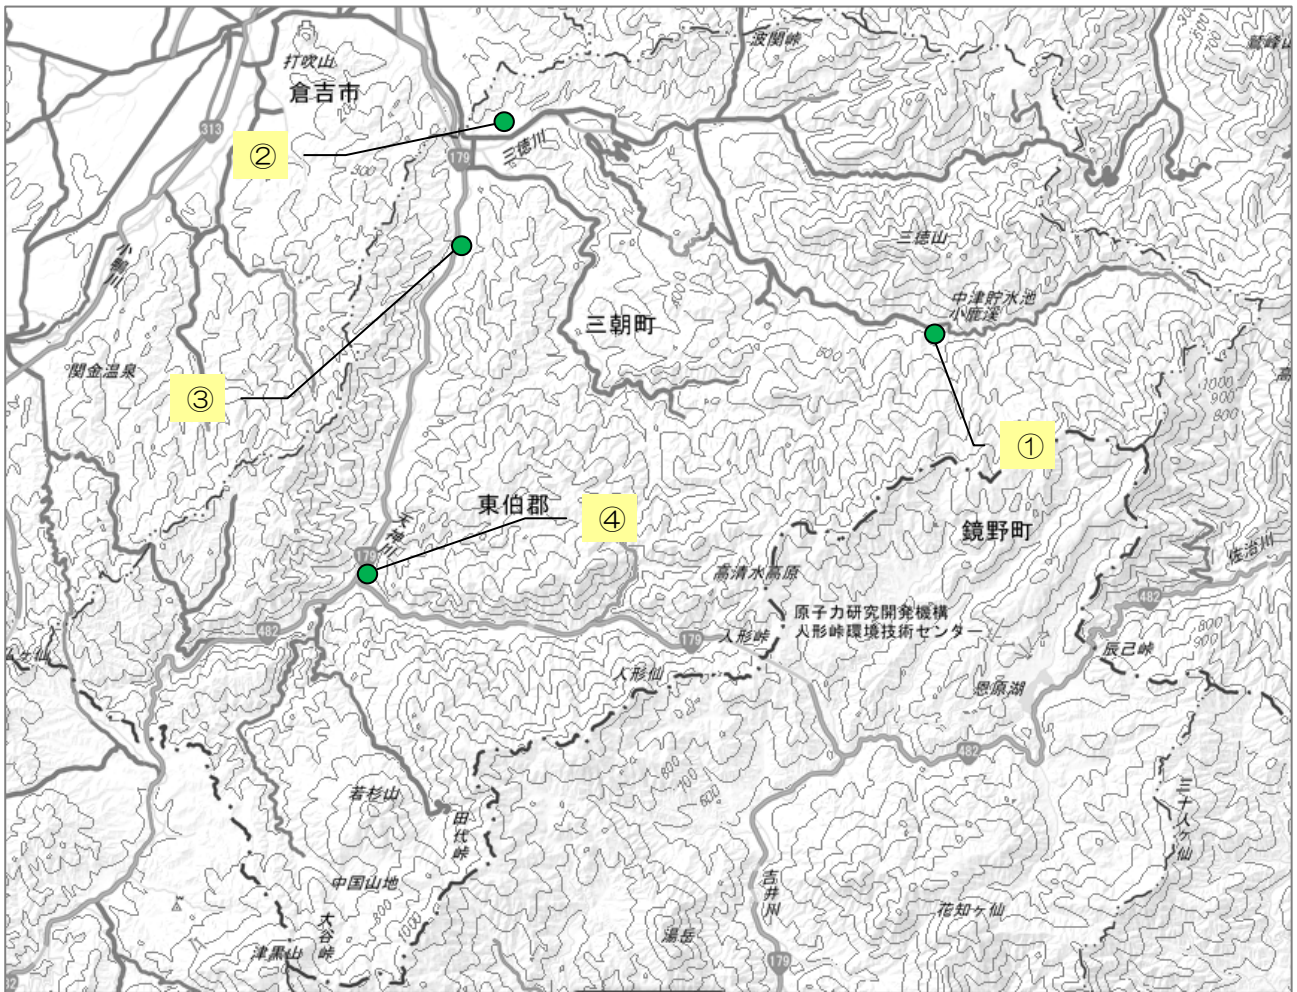 打吹山
倉吉市
波関峠
鷲峰山
313
②
179
三徳川
300
小鴨川
三徳山
中津貯水池
小鹿渓
三朝町
関金温泉
500
③
1000
900
800
①
東伯郡
④
天神川
179
鏡野町
佐治川
高清水高原
原子力研究開発機構
人形峠環境技術センター
482
482
179
人形峠
人形仙
辰巳峠
800
900
恩原湖
482
若杉山
800
700
600
田代峠
三十人ヶ仙
中国山地
吉井川
花知ヶ仙
大谷峠
900
1000
津黒山
湯岳
179